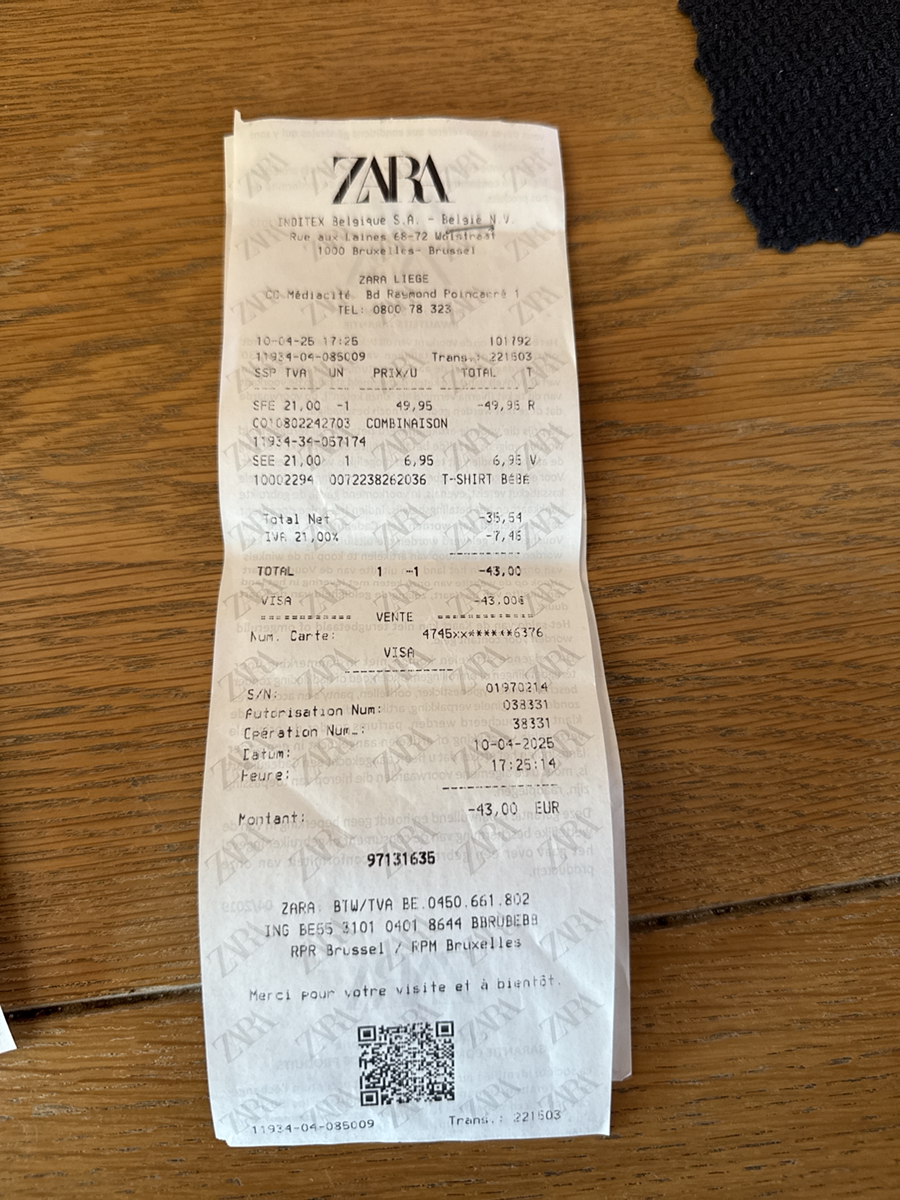 ZARA
INDITEX Belgique S.A. - België N.V.
Rue aux Laines 68-72 Wolstraat
1000 Bruxelles- Brussel
ZARA LIEGE
CC Médiacité Bd Raymond Poincarré 1
TEL: 0800 78 323
10-04-25 17:25 101792
11934-04-085009 Trans.: 221503
SSP TVA UN PRIX/U TOTAL T
SFE 21,00 -1 49,95 -49,95 R
C010802242703 COMBINAISON
11934-34-057174
SEE 21,00 1 6,95 6,95 V
10002294 0072238262036 T-SHIRT BéBé
Total Net -35,54
IVA 21,00% -7,46
TOTAL 1 -1 -43,00
VISA -43,00€
=========== VENTE ===========
Num. Carte: 4745xx******6376
VISA
S/N: 01970214
Autorisation Num: 038331
Opération Num.: 38331
Datum: 10-04-2025
Heure: 17:25:14
Montant: -43,00 EUR
97131635
ZARA BTW/TVA BE.0450.661.802
ING BE55 3101 0401 8644 BBRUBEBB
RPR Brussel / RPM Bruxelles
Merci pour votre visite et à bientôt.
11934-04-085009 Trans.: 221503